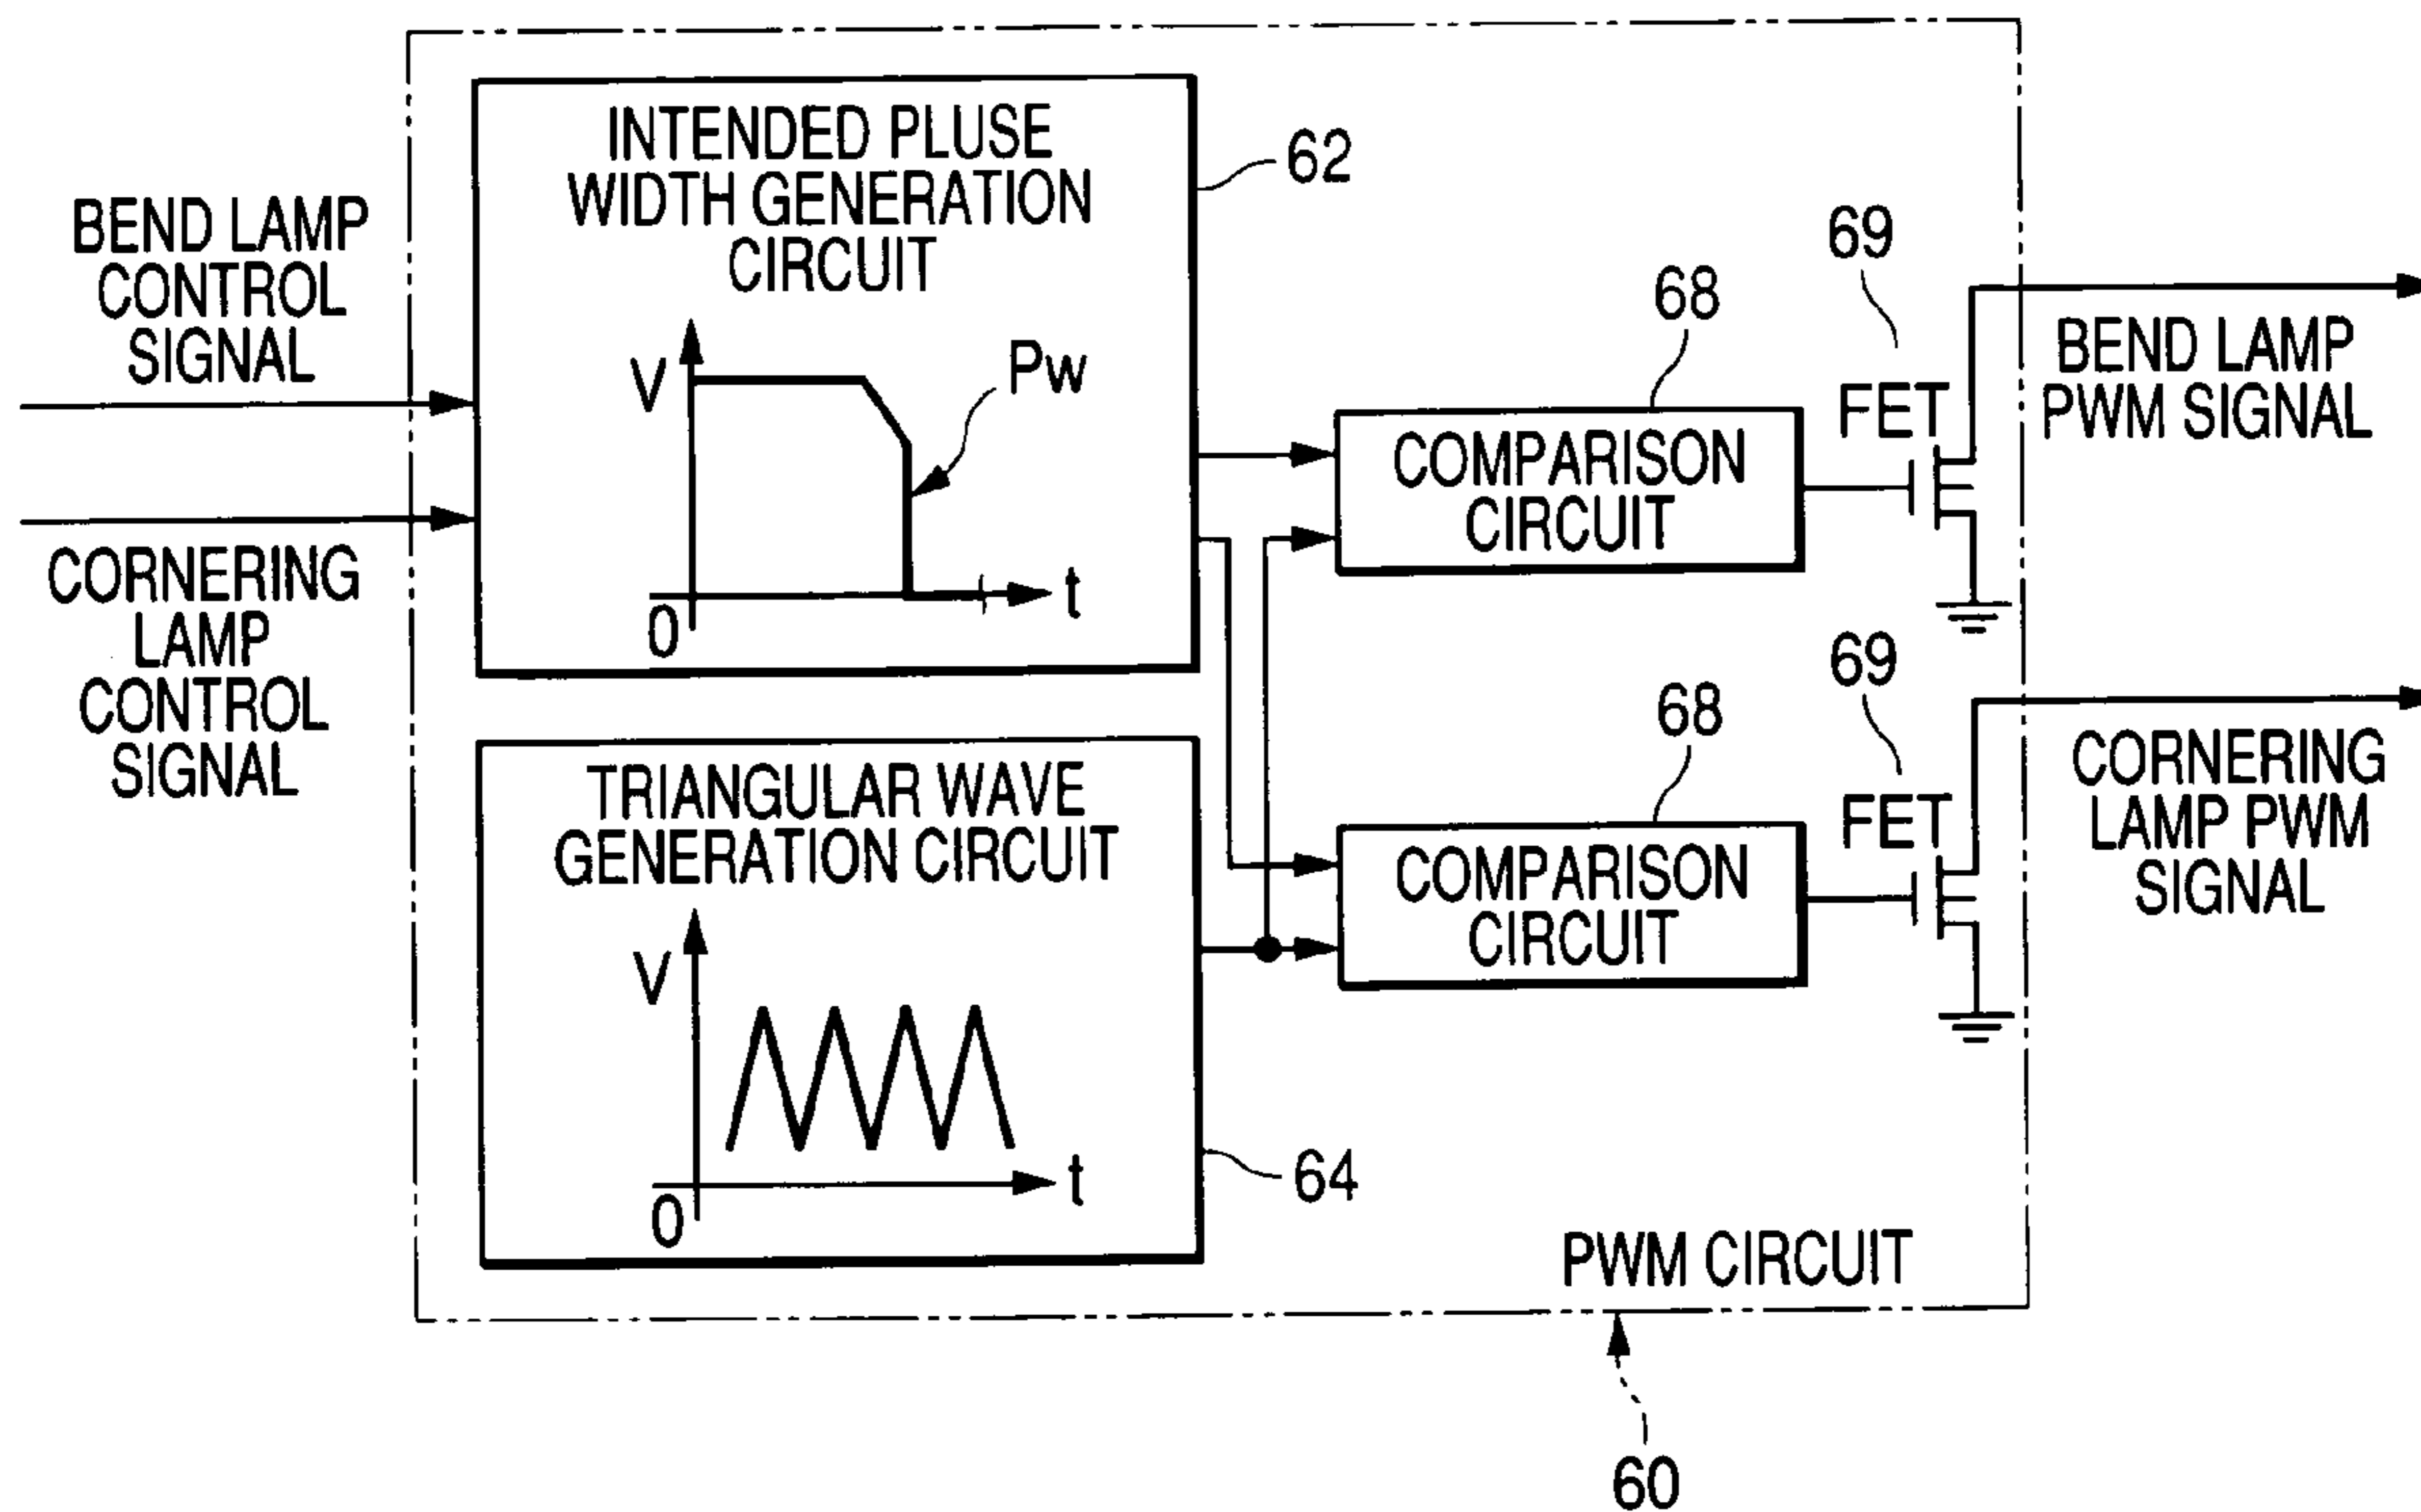 BEND LAMP
CONTROL
SIGNAL
CORNERING
LAMP
CONTROL
SIGNAL
INTENDED PLUSE
WIDTH GENERATION
CIRCUIT
V
Pw
0
t
62
TRIANGULAR WAVE
GENERATION CIRCUIT
V
0
t
64
68
COMPARISON
CIRCUIT
69
FET
BEND LAMP
PWM SIGNAL
68
COMPARISON
CIRCUIT
69
FET
CORNERING
LAMP PWM
SIGNAL
PWM CIRCUIT
60